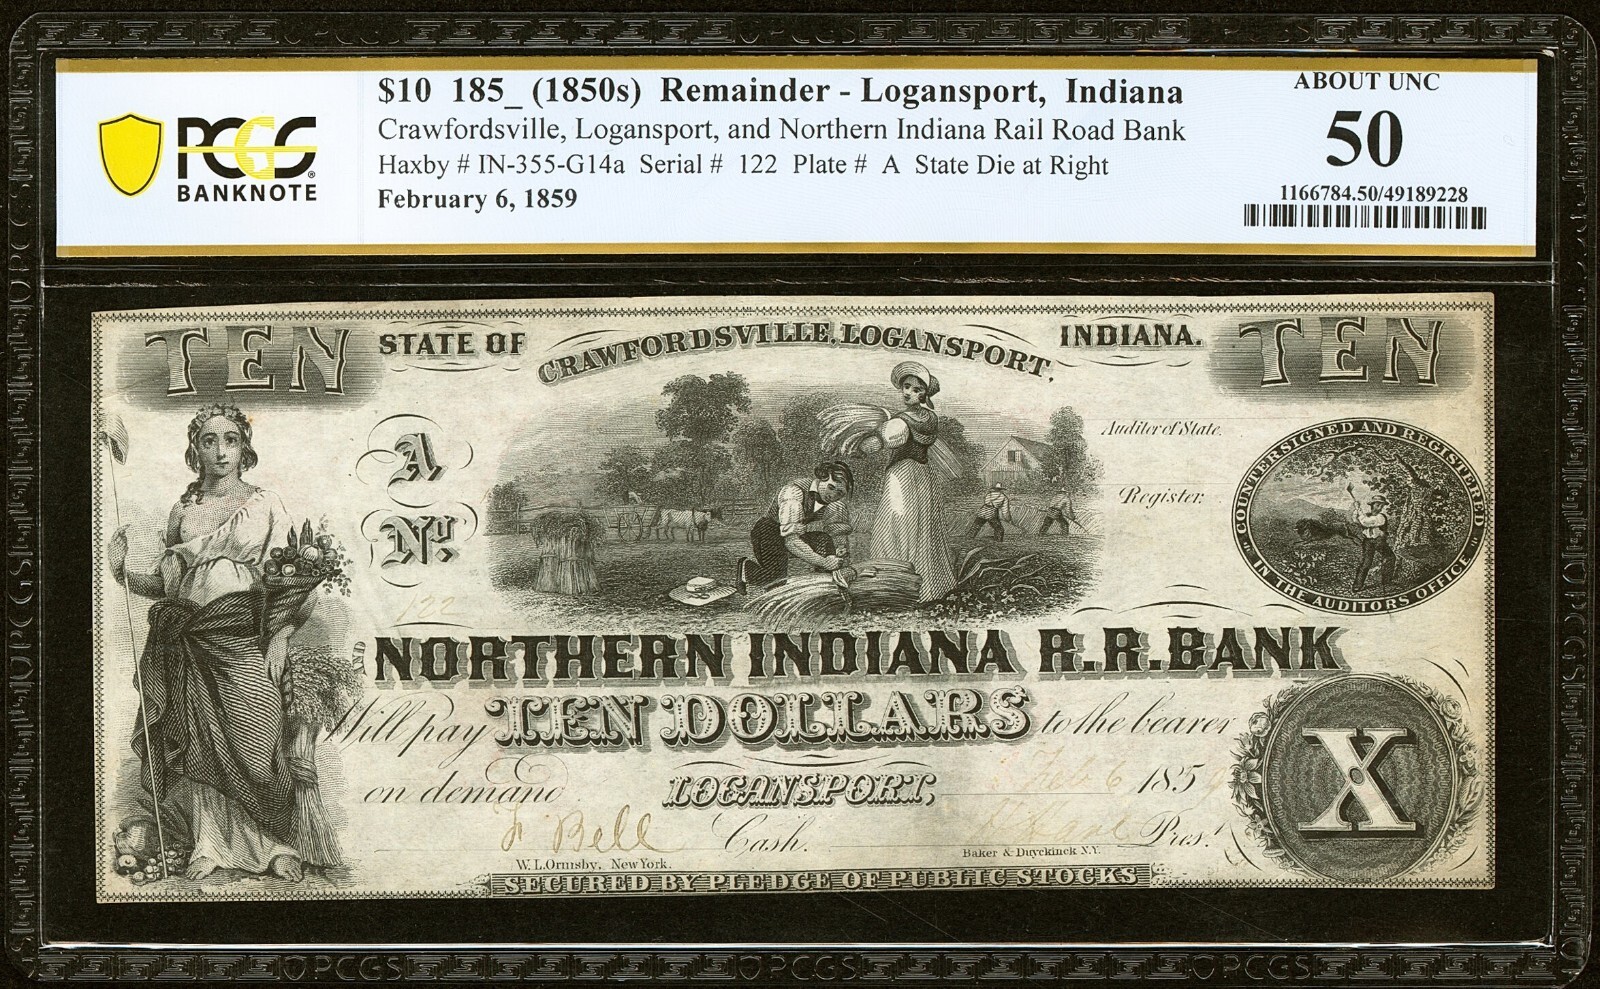 $10 185_ (1850s) Remainder - Logansport, Indiana
Crawfordsville, Logansport, and Northern Indiana Rail Road Bank
Haxby # IN-355-G14a Serial # 122 Plate # A State Die at Right
February 6, 1859
PCGS®
BANKNOTE
ABOUT UNC
50
1166784.50/49189228
TEN
STATE OF
CRAWFORDSVILLE, LOGANSPORT,
INDIANA.
TEN
A
No.
122
Auditor of State.
Register.
COUNTERSIGNED AND REGISTERED
IN THE AUDITORS OFFICE
AND
NORTHERN INDIANA R.R. BANK
Will pay TEN DOLLARS to the bearer
on demand LOGANSPORT, Feb 6 1859
Bell Cash. Pres.t
W. L. Ormsby, New York.
Baker & Duyckinck N.Y.
SECURED BY PLEDGE OF PUBLIC STOCKS
X
PCGS